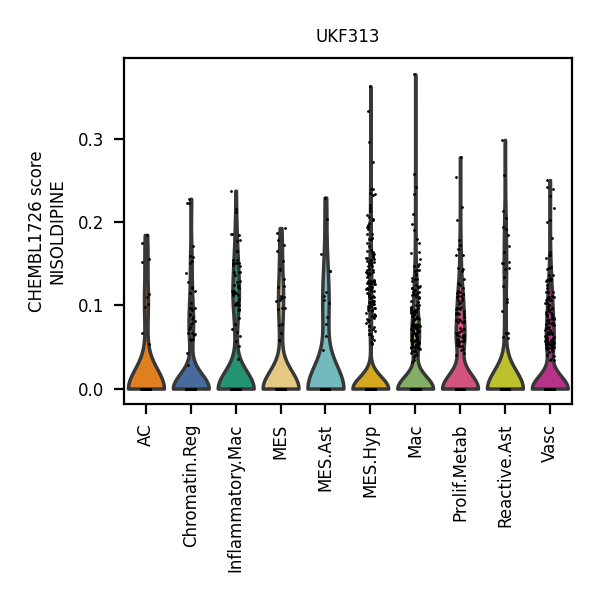 UKF313
CHEMBL1726 score
NISOLDIPINE
0.3
0.2
0.1
0.0
AC
Chromatin.Reg
Inflammatory.Mac
MES
MES.Ast
MES.Hyp
Mac
Prolif.Metab
Reactive.Ast
Vasc